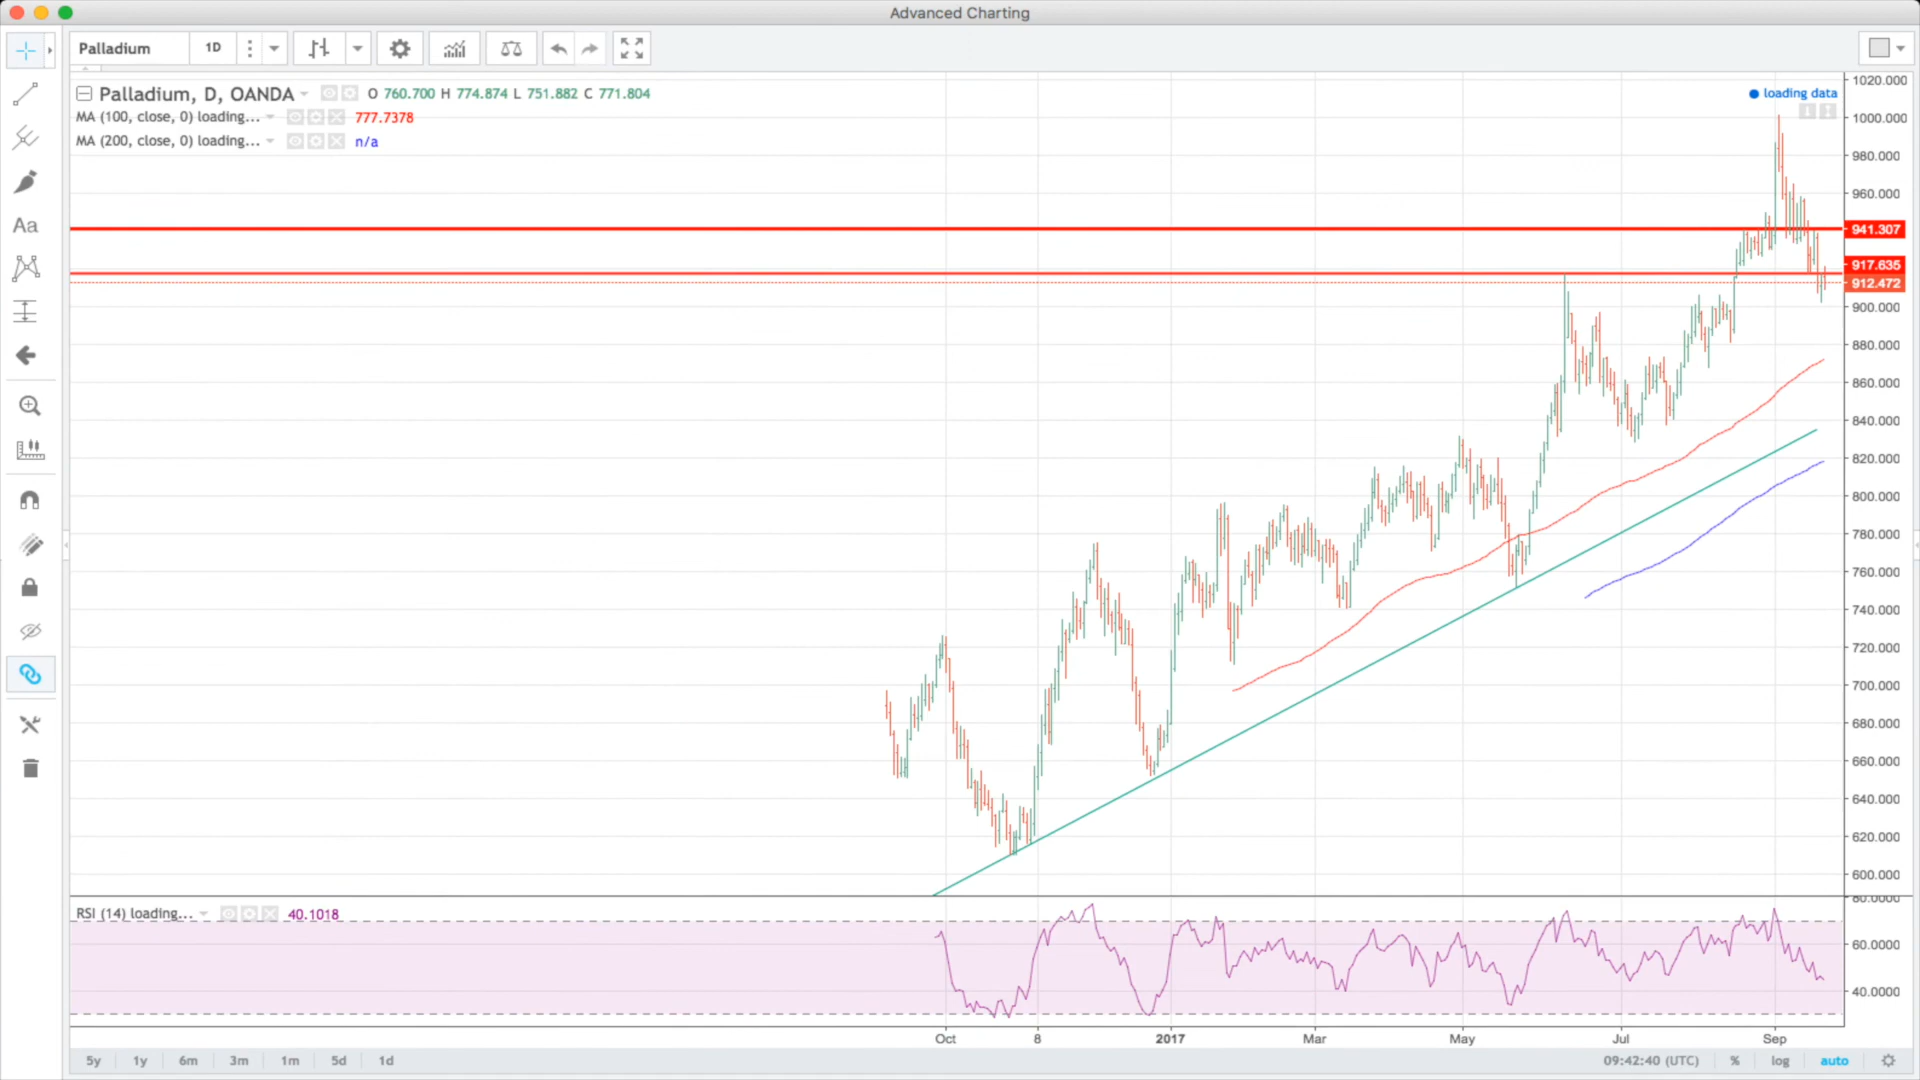 Advanced Charting
Palladium 1D
Palladium, D, OANDA O 760.700 H 774.874 L 751.882 C 771.804
MA (100, close, 0) loading... 777.7378
MA (200, close, 0) loading... n/a
loading data
Aa
1020.000
1000.000
980.000
960.000
941.307
917.635
912.472
900.000
880.000
860.000
840.000
820.000
800.000
780.000
760.000
740.000
720.000
700.000
680.000
660.000
640.000
620.000
600.000
RSI (14) loading... 40.1018
80.0000
60.0000
40.0000
Oct 8 2017 Mar May Jul Sep
5y 1y 6m 3m 1m 5d 1d 09:42:40 (UTC) % log auto